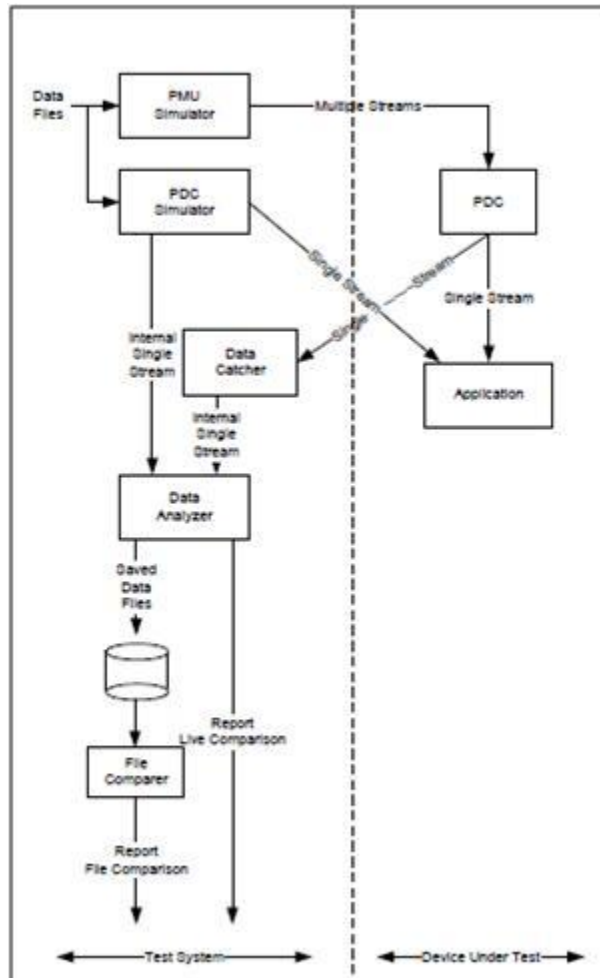 Data
Files
PMU
Simulator
Multiple Streams
PDC
Simulator
PDC
Single Stream
Single Stream
Single Stream
Internal
Single
Stream
Data
Catcher
Application
Internal
Single
Stream
Data
Analyzer
Saved
Data
Files
Report
Live Comparison
File
Comparer
Report
File Comparison
Test System
Device Under Test